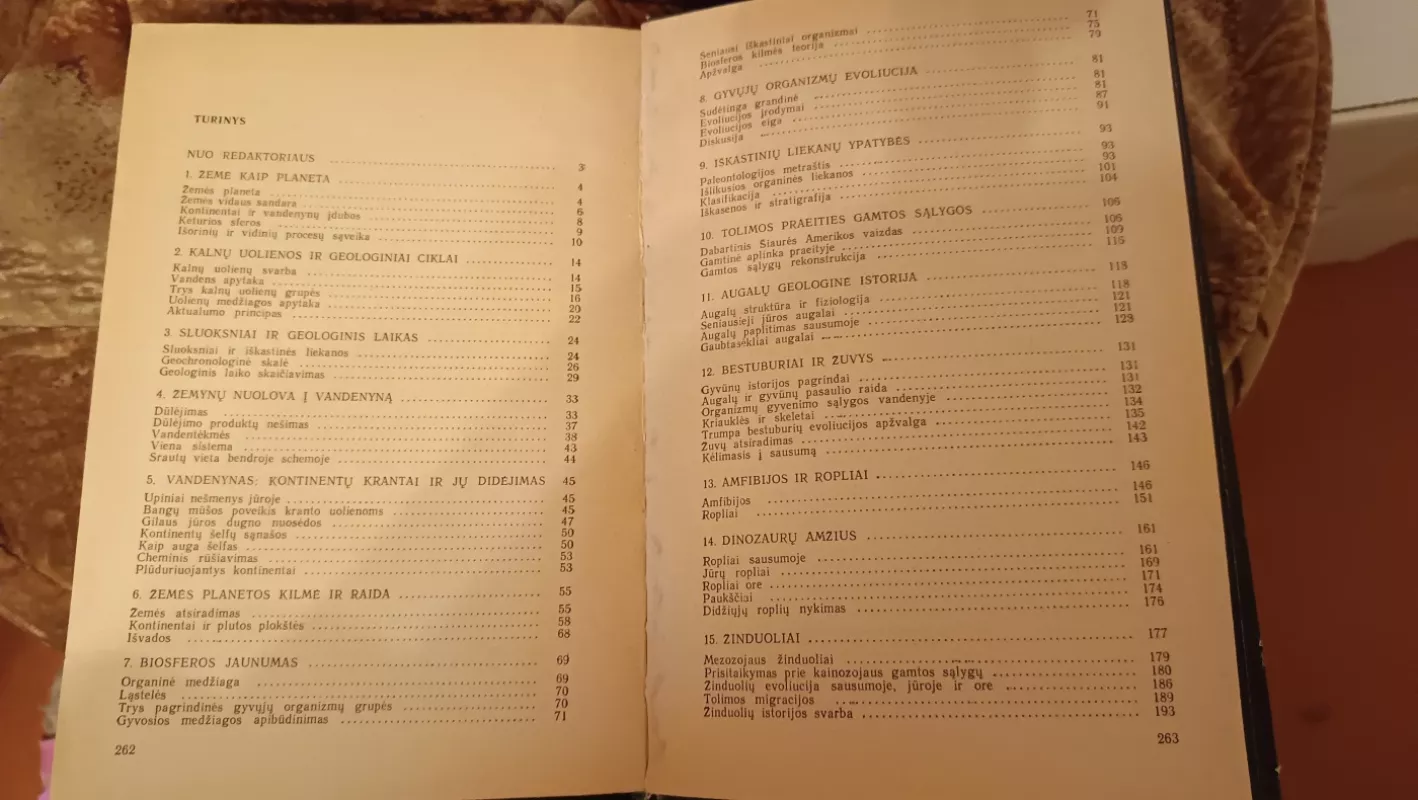 TURINYS
NUO REDAKTORIAUS 3
1. ŽEMĖ KAIP PLANETA 4
Žemės planeta 4
Žemės vidaus sandara 6
Kontinentai ir vandenynų įdubos 8
Keturios sferos 9
Išorinių ir vidinių procesų sąveika 10
2. KALNŲ UOLIENOS IR GEOLOGINIAI CIKLAI 14
Kalnų uolienų svarba 14
Vandens apytaka 15
Trys kalnų uolienų grupės 16
Uolienų medžiagos apytaka 20
Aktualumo principas 22
3. SLUOKSNIAI IR GEOLOGINIS LAIKAS 24
Sluoksniai ir iškastinės liekanos 24
Geochronologinė skalė 26
Geologinis laiko skaičiavimas 29
4. ŽEMYNŲ NUOLOVA Į VANDENYNĄ 33
Dūlėjimas 33
Dūlėjimo produktų nešimas 37
Vandentėkmės 38
Viena sistema 43
Srautų vieta bendroje schemoje 44
5. VANDENYNAS: KONTINENTŲ KRANTAI IR JŲ DIDĖJIMAS 45
Upiniai nešmenys jūroje 45
Bangų mūšos poveikis kranto uolienoms 45
Gilaus jūros dugno nuosėdos 47
Kontinentų šelfų sąnašos 50
Kaip auga šelfas 50
Cheminis rūšiavimas 53
Plūduriuojantys kontinentai 53
6. ŽEMĖS PLANETOS KILMĖ IR RAIDA 55
Žemės atsiradimas 55
Kontinentai ir plutos plokštės 58
Išvados 68
7. BIOSFEROS JAUNUMAS 69
Organinė medžiaga 69
Ląstelės 70
Trys pagrindinės gyvųjų organizmų grupės 70
Gyvosios medžiagos apibūdinimas 71
262
Seniausi iškastiniai organizmai 71
Biosferos kilmės teorija 75
Apžvalga 79
8. GYVŲJŲ ORGANIZMŲ EVOLIUCIJA 81
Sudėtinga grandinė 81
Evoliucijos įrodymai 81
Evoliucijos eiga 87
Diskusija 91
9. IŠKASTINIŲ LIEKANŲ YPATYBĖS 93
Paleontologijos metraštis 93
Išlikusios organinės liekanos 93
Klasifikacija 101
Iškasenos ir stratigrafija 104
10. TOLIMOS PRAEITIES GAMTOS SĄLYGOS 106
Dabartinis Šiaurės Amerikos vaizdas 106
Gamtinė aplinka praeityje 109
Gamtos sąlygų rekonstrukcija 116
11. AUGALŲ GEOLOGINĖ ISTORIJA 118
Augalų struktūra ir fiziologija 118
Seniausieji jūros augalai 121
Augalų paplitimas sausumoje 121
Gaubtasėkliai augalai 129
12. BESTUBURIAI IR ŽUVYS 131
Gyvūnų istorijos pagrindai 131
Augalų ir gyvūnų pasaulio raida 131
Organizmų gyvenimo sąlygos vandenyje 132
Kriauklės ir skeletai 134
Trumpa bestuburių evoliucijos apžvalga 135
Žuvų atsiradimas 142
Kėlimasis į sausumą 143
13. AMFIBIJOS IR ROPLIAI 146
Amfibijos 146
Ropliai 151
14. DINOZAURŲ AMŽIUS 161
Ropliai sausumoje 161
Jūrų ropliai 169
Ropliai ore 171
Paukščiai 174
Didžiųjų roplių nykimas 176
15. ŽINDUOLIAI 177
Mezozojaus žinduoliai 179
Prisitaikymas prie kainozojaus gamtos sąlygų 180
Žinduolių evoliucija sausumoje, jūroje ir ore 186
Tolimos migracijos 189
Žinduolių istorijos svarba 193
263